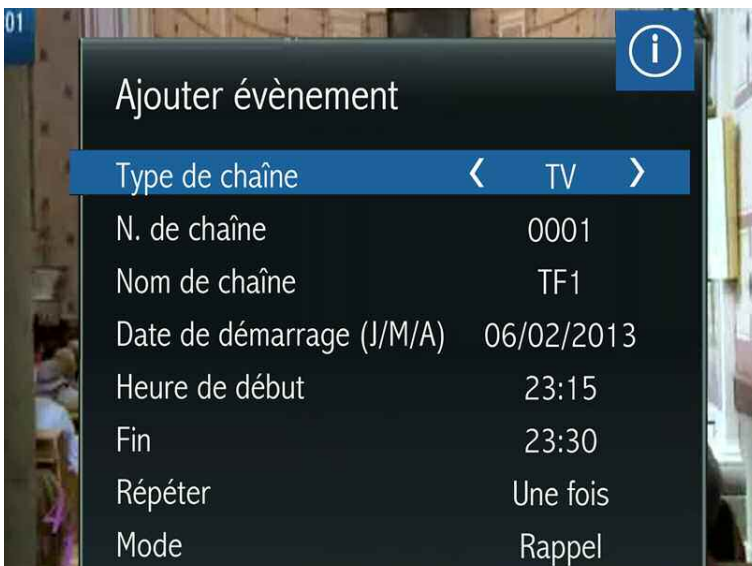 01
i
Ajouter évènement
Type de chaîne < TV >
N. de chaîne 0001
Nom de chaîne TF1
Date de démarrage (J/M/A) 06/02/2013
Heure de début 23:15
Fin 23:30
Répéter Une fois
Mode Rappel